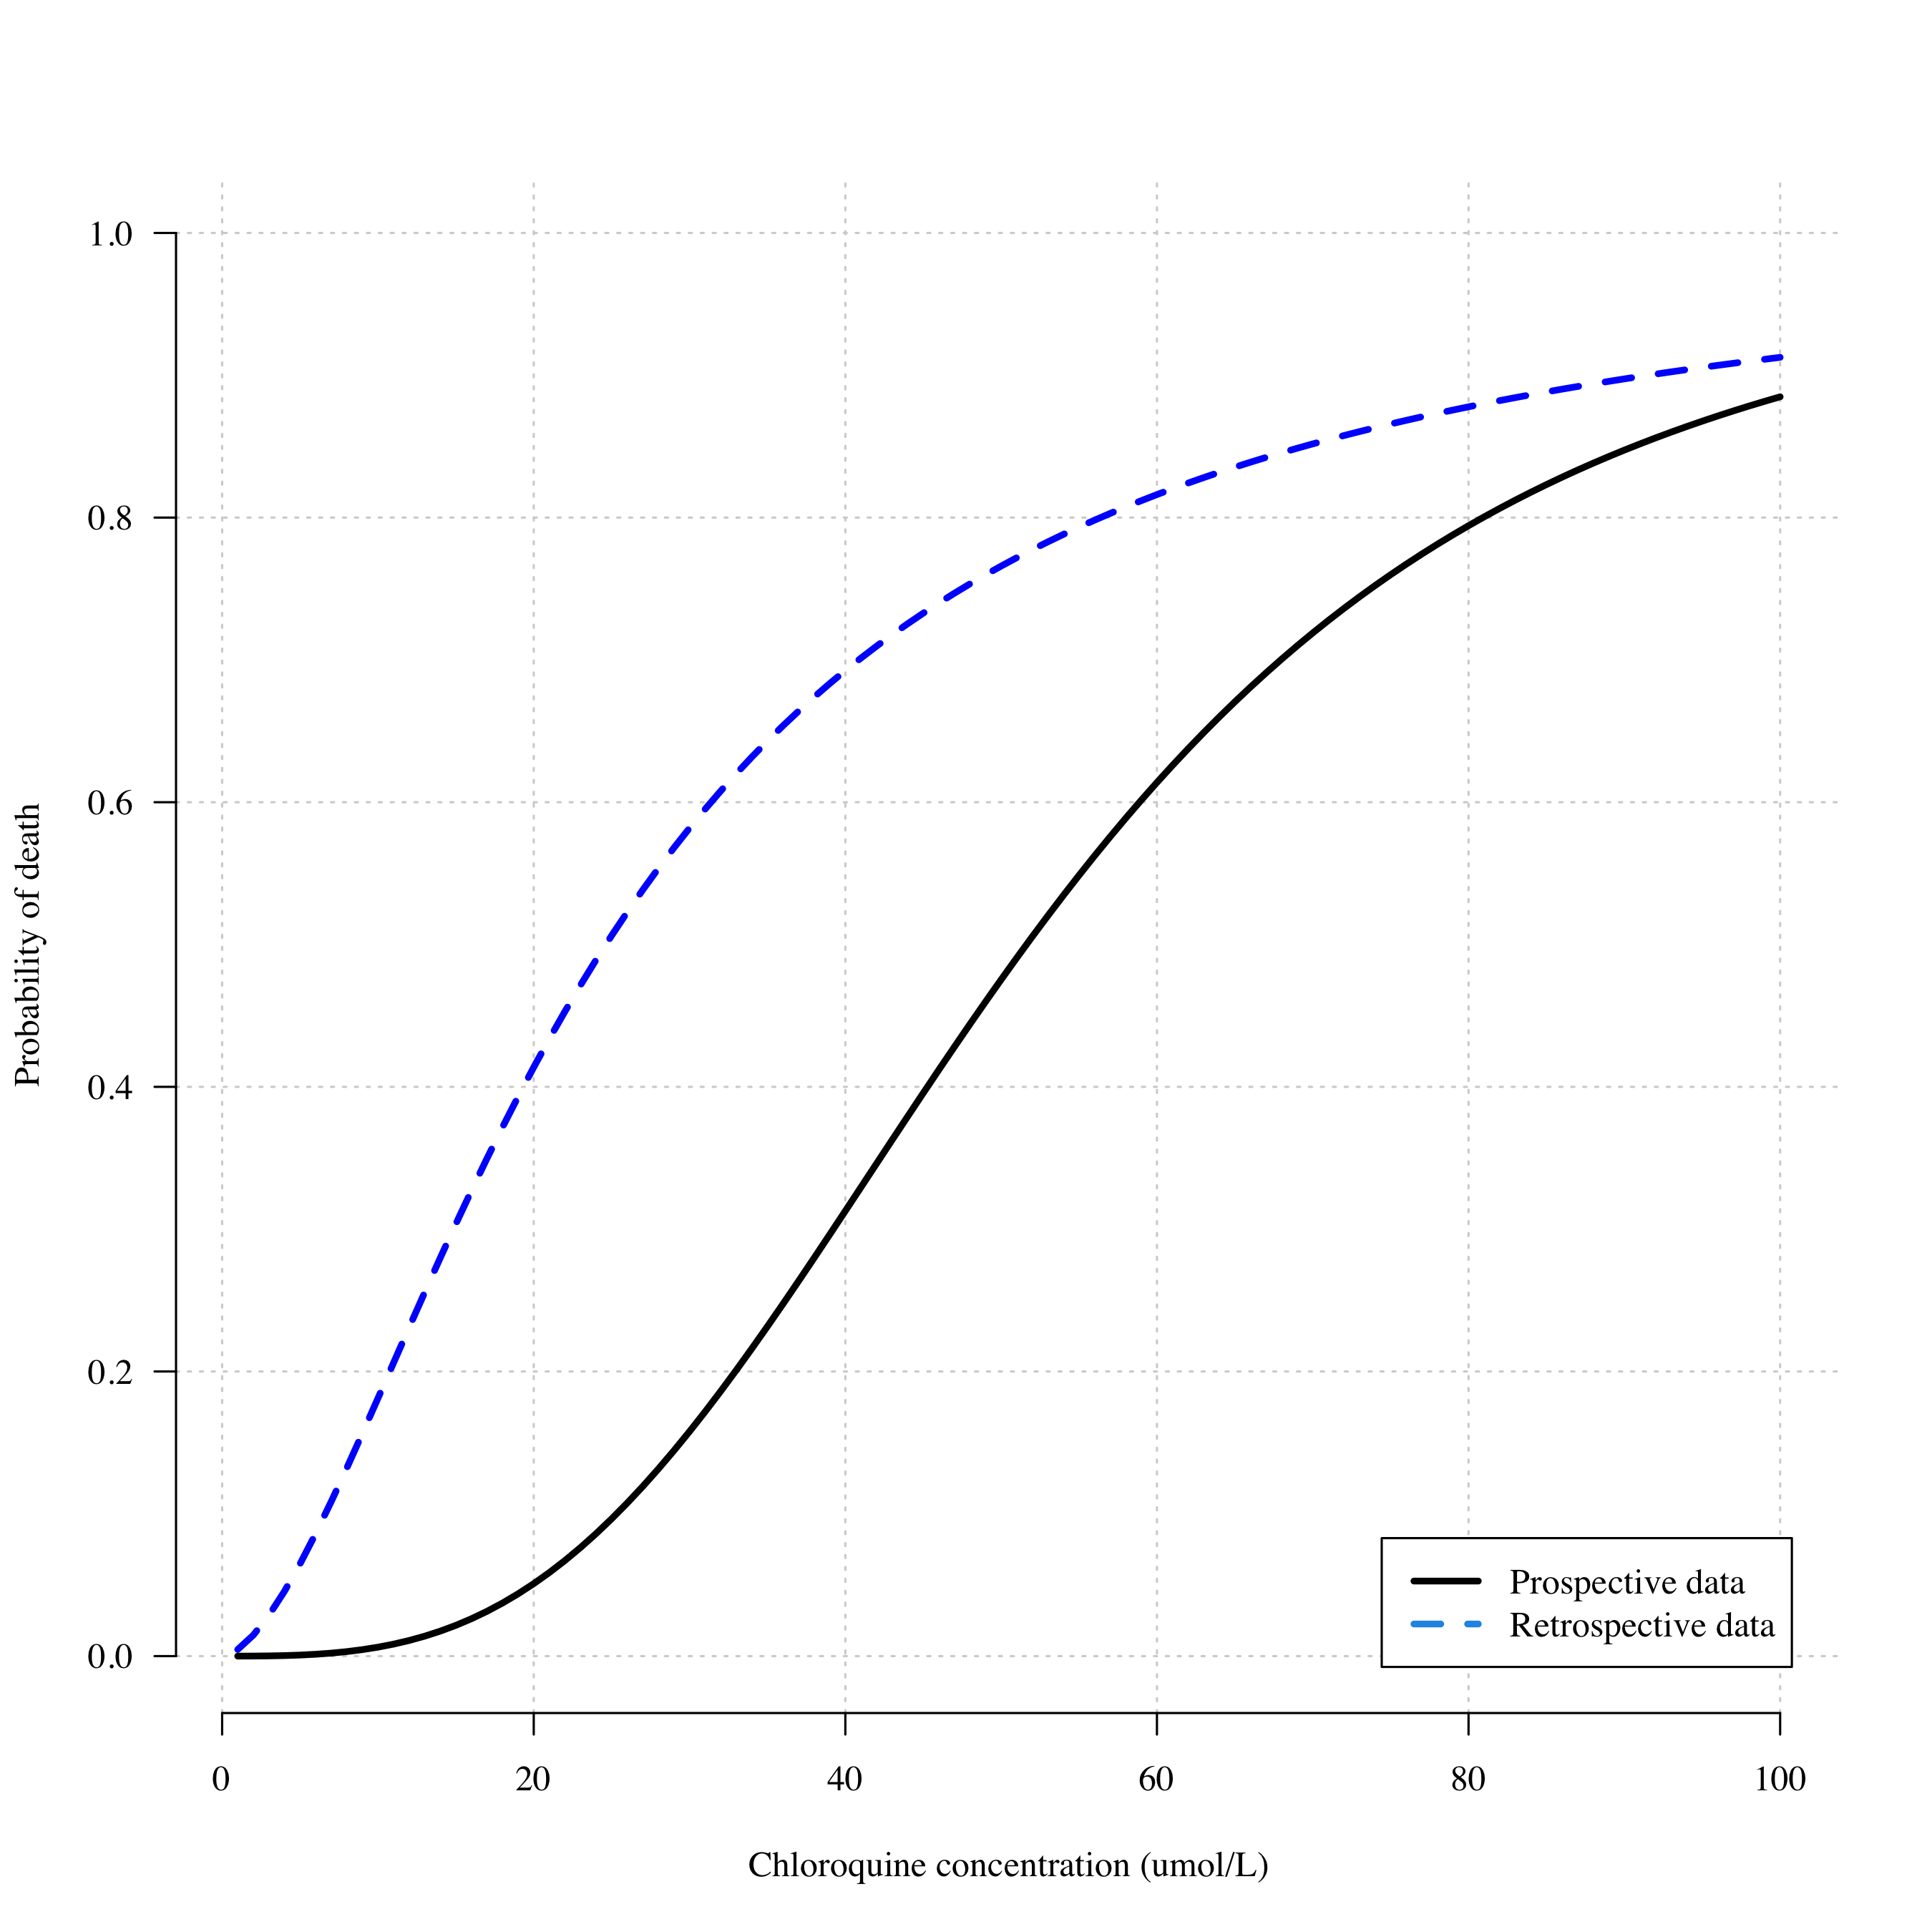 1.0
0.8
0.6
0.4
0.2
0.0
Probability of death
Prospective data
Retrospective data
0 20 40 60 80 100
Chloroquine concentration (umol/L)